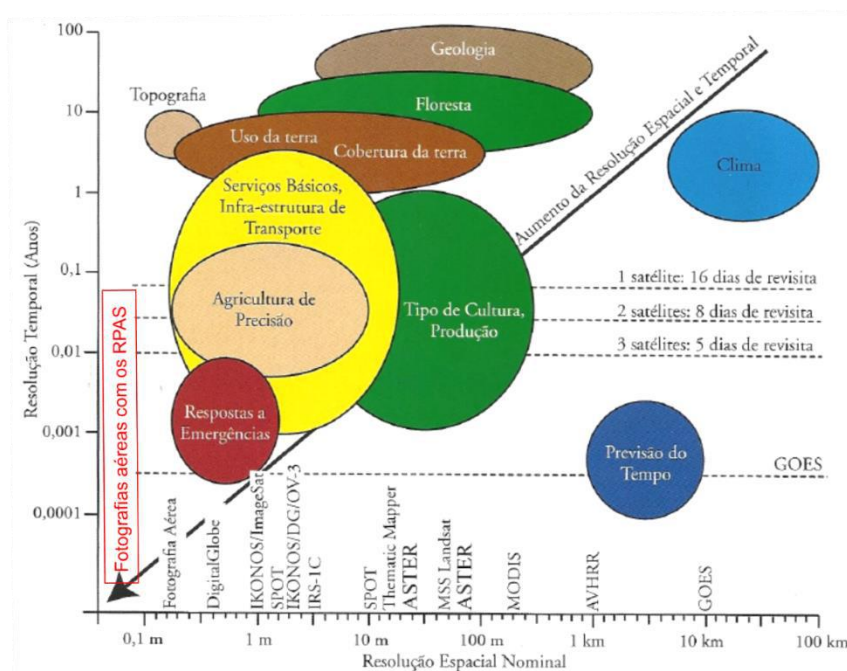 100
10
1
0,1
0,01
0,001
0,0001
Resolução Temporal (Anos)
Fotografias aéreas com os RPAS
Geologia
Topografia
Floresta
Uso da terra
Cobertura da terra
Serviços Básicos,
Infra-estrutura de
Transporte
Agricultura de
Precisão
Tipo de Cultura,
Produção
Respostas a
Emergências
Aumento da Resolução Espacial e Temporal
Clima
1 satélite: 16 dias de revisita
2 satélites: 8 dias de revisita
3 satélites: 5 dias de revisita
Previsão do
Tempo
GOES
Fotografia Aérea
DigitalGlobe
IKONOS/ImageSat
SPOT
IKONOS/DG/OV-3
IRS-1C
SPOT
Thematic Mapper
ASTER
MSS Landsat
ASTER
MODIS
AVHRR
GOES
0,1 m
1 m
10 m
100 m
1 km
10 km
100 km
Resolução Espacial Nominal